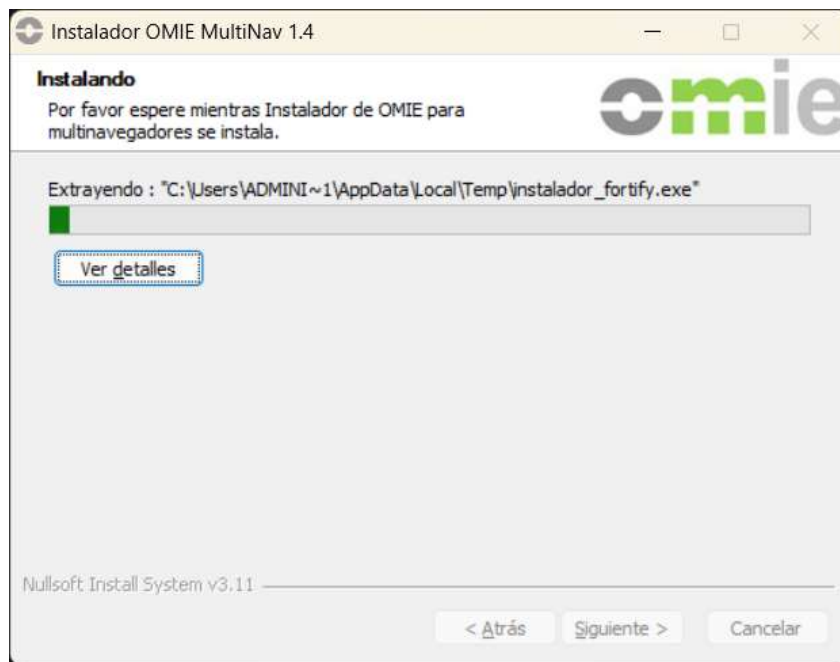 Instalador OMIE MultiNav 1.4
Instalando
Por favor espere mientras Instalador de OMIE para
multinavegadores se instala.
omie
Extrayendo : "C:\Users\ADMINI~1\AppData\Local\Temp\instalador_fortify.exe"
Ver detalles
Nullsoft Install System v3.11
< Atrás
Siguiente >
Cancelar